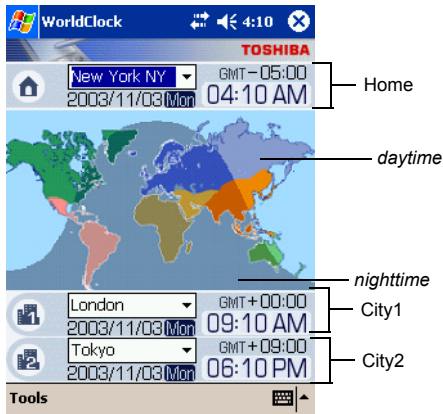 WorldClock 4:10
TOSHIBA
New York NY GMT-05:00
2003/11/03 Mon 04:10 AM
Home
daytime
nighttime
London GMT+00:00
2003/11/03 Mon 09:10 AM
City1
1
Tokyo GMT+09:00
2003/11/03 Mon 06:10 PM
City2
2
Tools